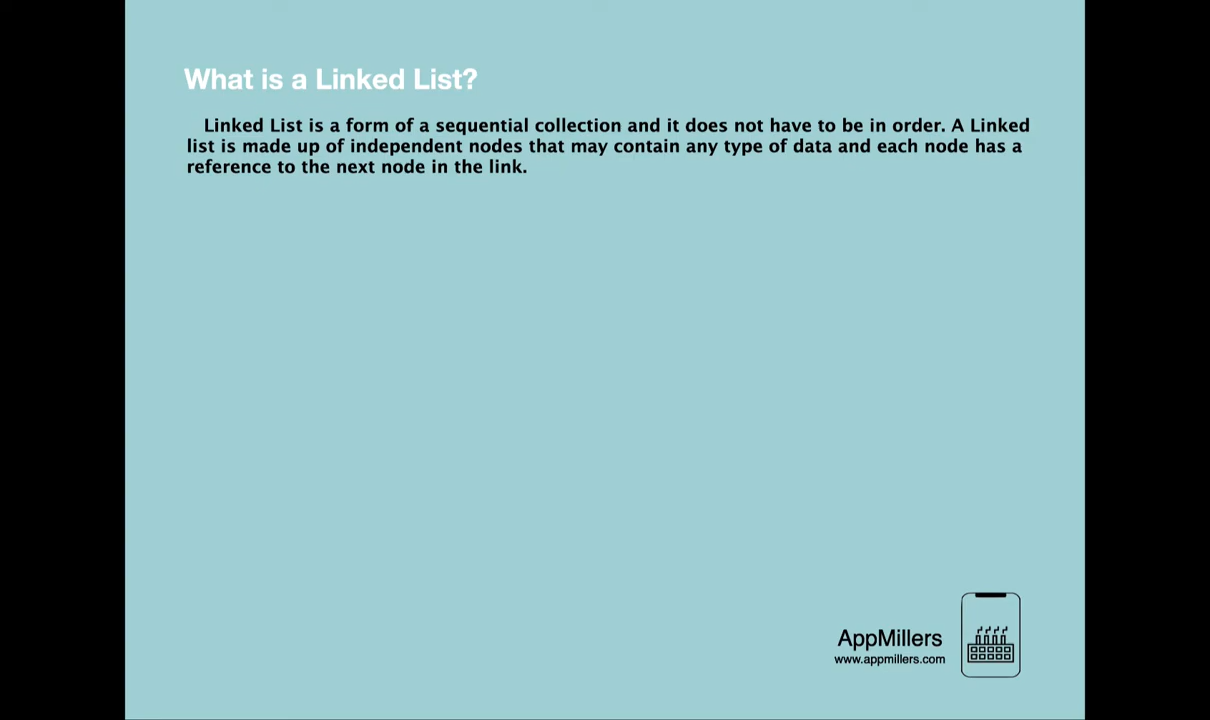 What is a Linked List?
Linked List is a form of a sequential collection and it does not have to be in order. A Linked
list is made up of independent nodes that may contain any type of data and each node has a
reference to the next node in the link.
AppMillers
www.appmillers.com